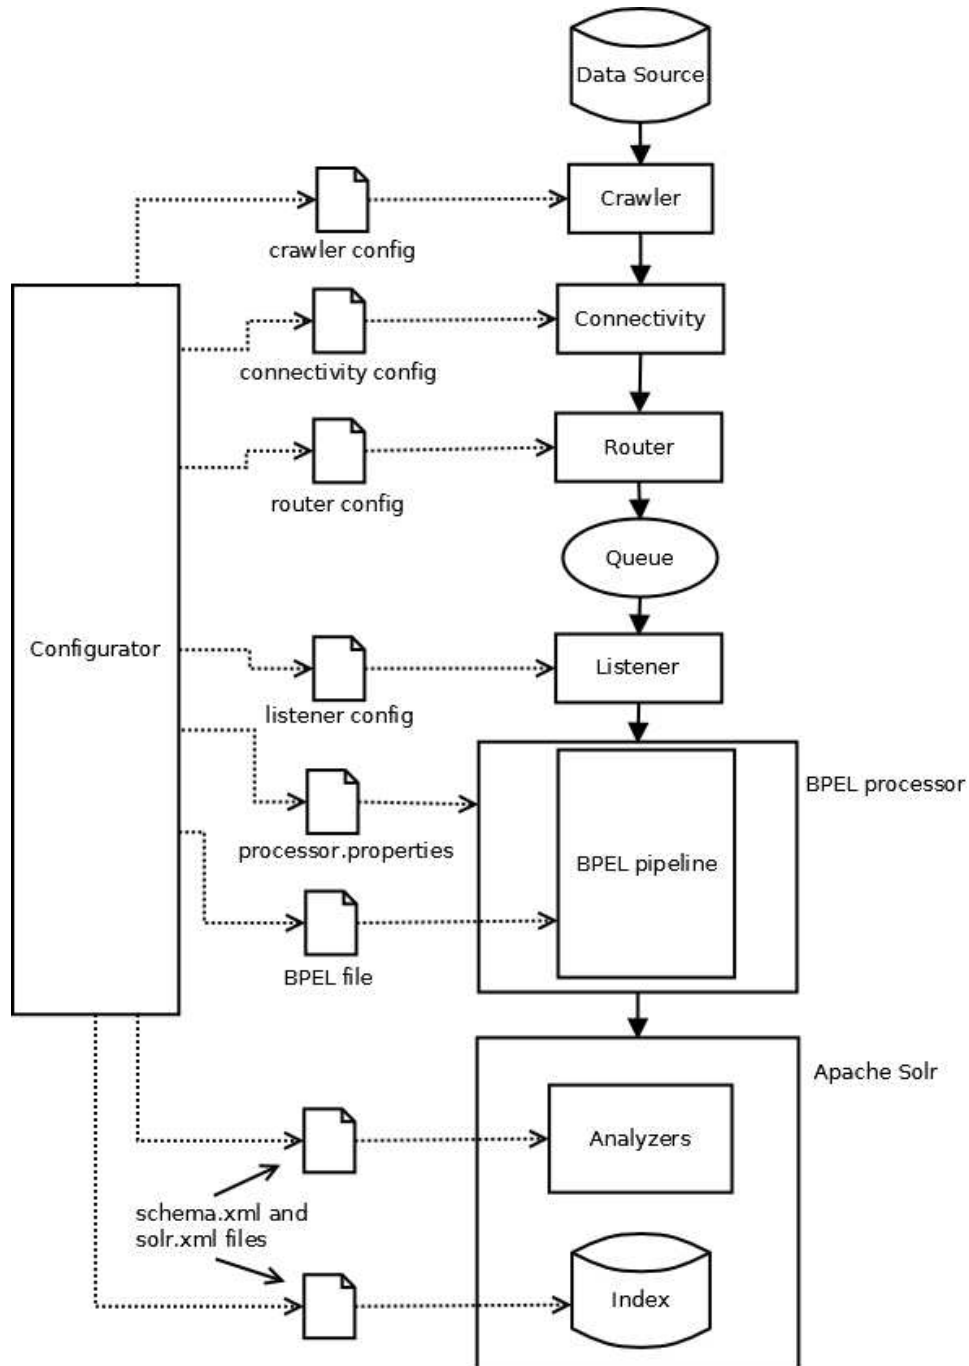 Data Source
Crawler
crawler config
Connectivity
connectivity config
Router
router config
Queue
Configurator
Listener
listener config
BPEL processor
processor.properties
BPEL pipeline
BPEL file
Apache Solr
Analyzers
schema.xml and
solr.xml files
Index